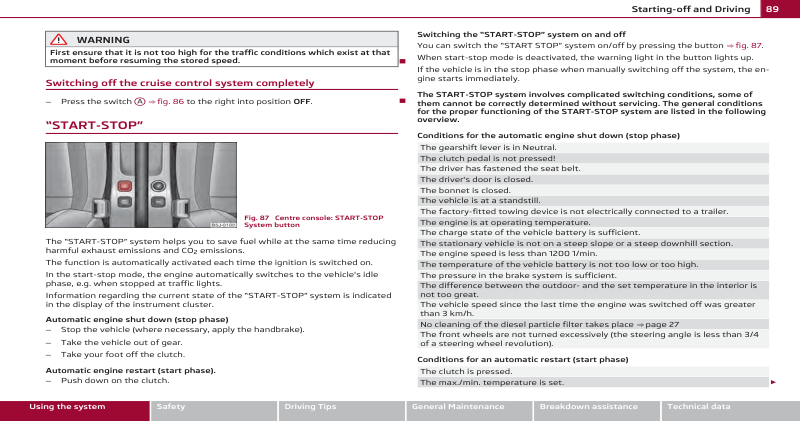 Starting-off and Driving 89
WARNING
First ensure that it is not too high for the traffic conditions which exist at that
moment before resuming stored speed.
Switching off the cruise control system completely
– Press the switch A ⇒ fig. 86 to the right into position OFF.
“START-STOP”
Fig. 87 Centre console: START-STOP
System button
The “START-STOP” system helps you to save fuel while at the same time reducing
harmful exhaust emissions and CO₂ emissions.
The function is automatically activated each time the ignition is switched on.
In the start-stop mode, the engine automatically switches to the vehicle's idle
phase, e.g. when stopped at traffic lights.
Information regarding the current state of the “START-STOP” system is indicated
in the display of the instrument cluster.
Automatic engine shut down (stop phase)
– Stop the vehicle (where necessary, apply the handbrake).
– Take the vehicle out of gear.
– Take your foot off the clutch.
Automatic engine restart (start phase).
– Push down on the clutch.
Switching the “START-STOP” system on and off
You can switch the “START STOP” system on/off by pressing the button ⇒ fig. 87.
When start-stop mode is deactivated, the warning light in the button lights up.
If the vehicle is in the stop phase when manually switching off the system, the en-
gine starts immediately.
The START-STOP system involves complicated switching conditions, some of
them cannot be correctly determined without servicing. The general conditions
for the proper functioning of the START-STOP system are listed in the following
overview.
Conditions for the automatic engine shut down (stop phase)
The gearshift lever is in Neutral.
The clutch pedal is not pressed!
The driver has fastened the seat belt.
The driver's door is closed.
The bonnet is closed.
The vehicle is at a standstill.
The factory-fitted towing device is not electrically connected to a trailer.
The engine is at operating temperature.
The charge state of the vehicle battery is sufficient.
The stationary vehicle is not on a steep slope or a steep downhill section.
The engine speed is less than 1200 1/min.
The temperature of the vehicle battery is not too low or too high.
The pressure in the brake system is sufficient.
The difference between the outdoor- and the set temperature in the interior is
not too great.
The vehicle speed since the last time the engine was switched off was greater
than 3 km/h.
No cleaning of the diesel particle filter takes place ⇒ page 27
The front wheels are not turned excessively (the steering angle is less than 3/4
of a steering wheel revolution).
Conditions for an automatic restart (start phase)
The clutch is pressed.
The max./min. temperature is set.
Using the system Safety Driving Tips General Maintenance Breakdown assistance Technical data